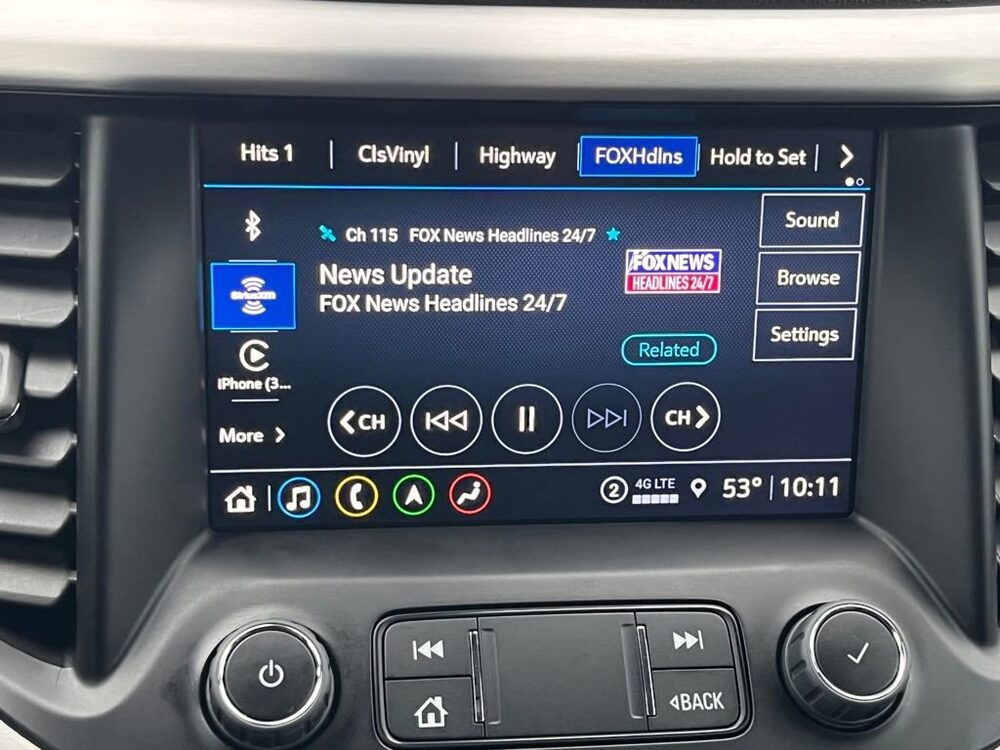 Hits 1
ClsVinyl
Highway
FOXHdlns
Hold to Set
Ch 115 FOX News Headlines 24/7
Sound
News Update
FOX NEWS
HEADLINES 24/7
Browse
SiriusXM
FOX News Headlines 24/7
Settings
Related
iPhone (3...
CH
CH
More
2
4G LTE
53°
10:11
BACK